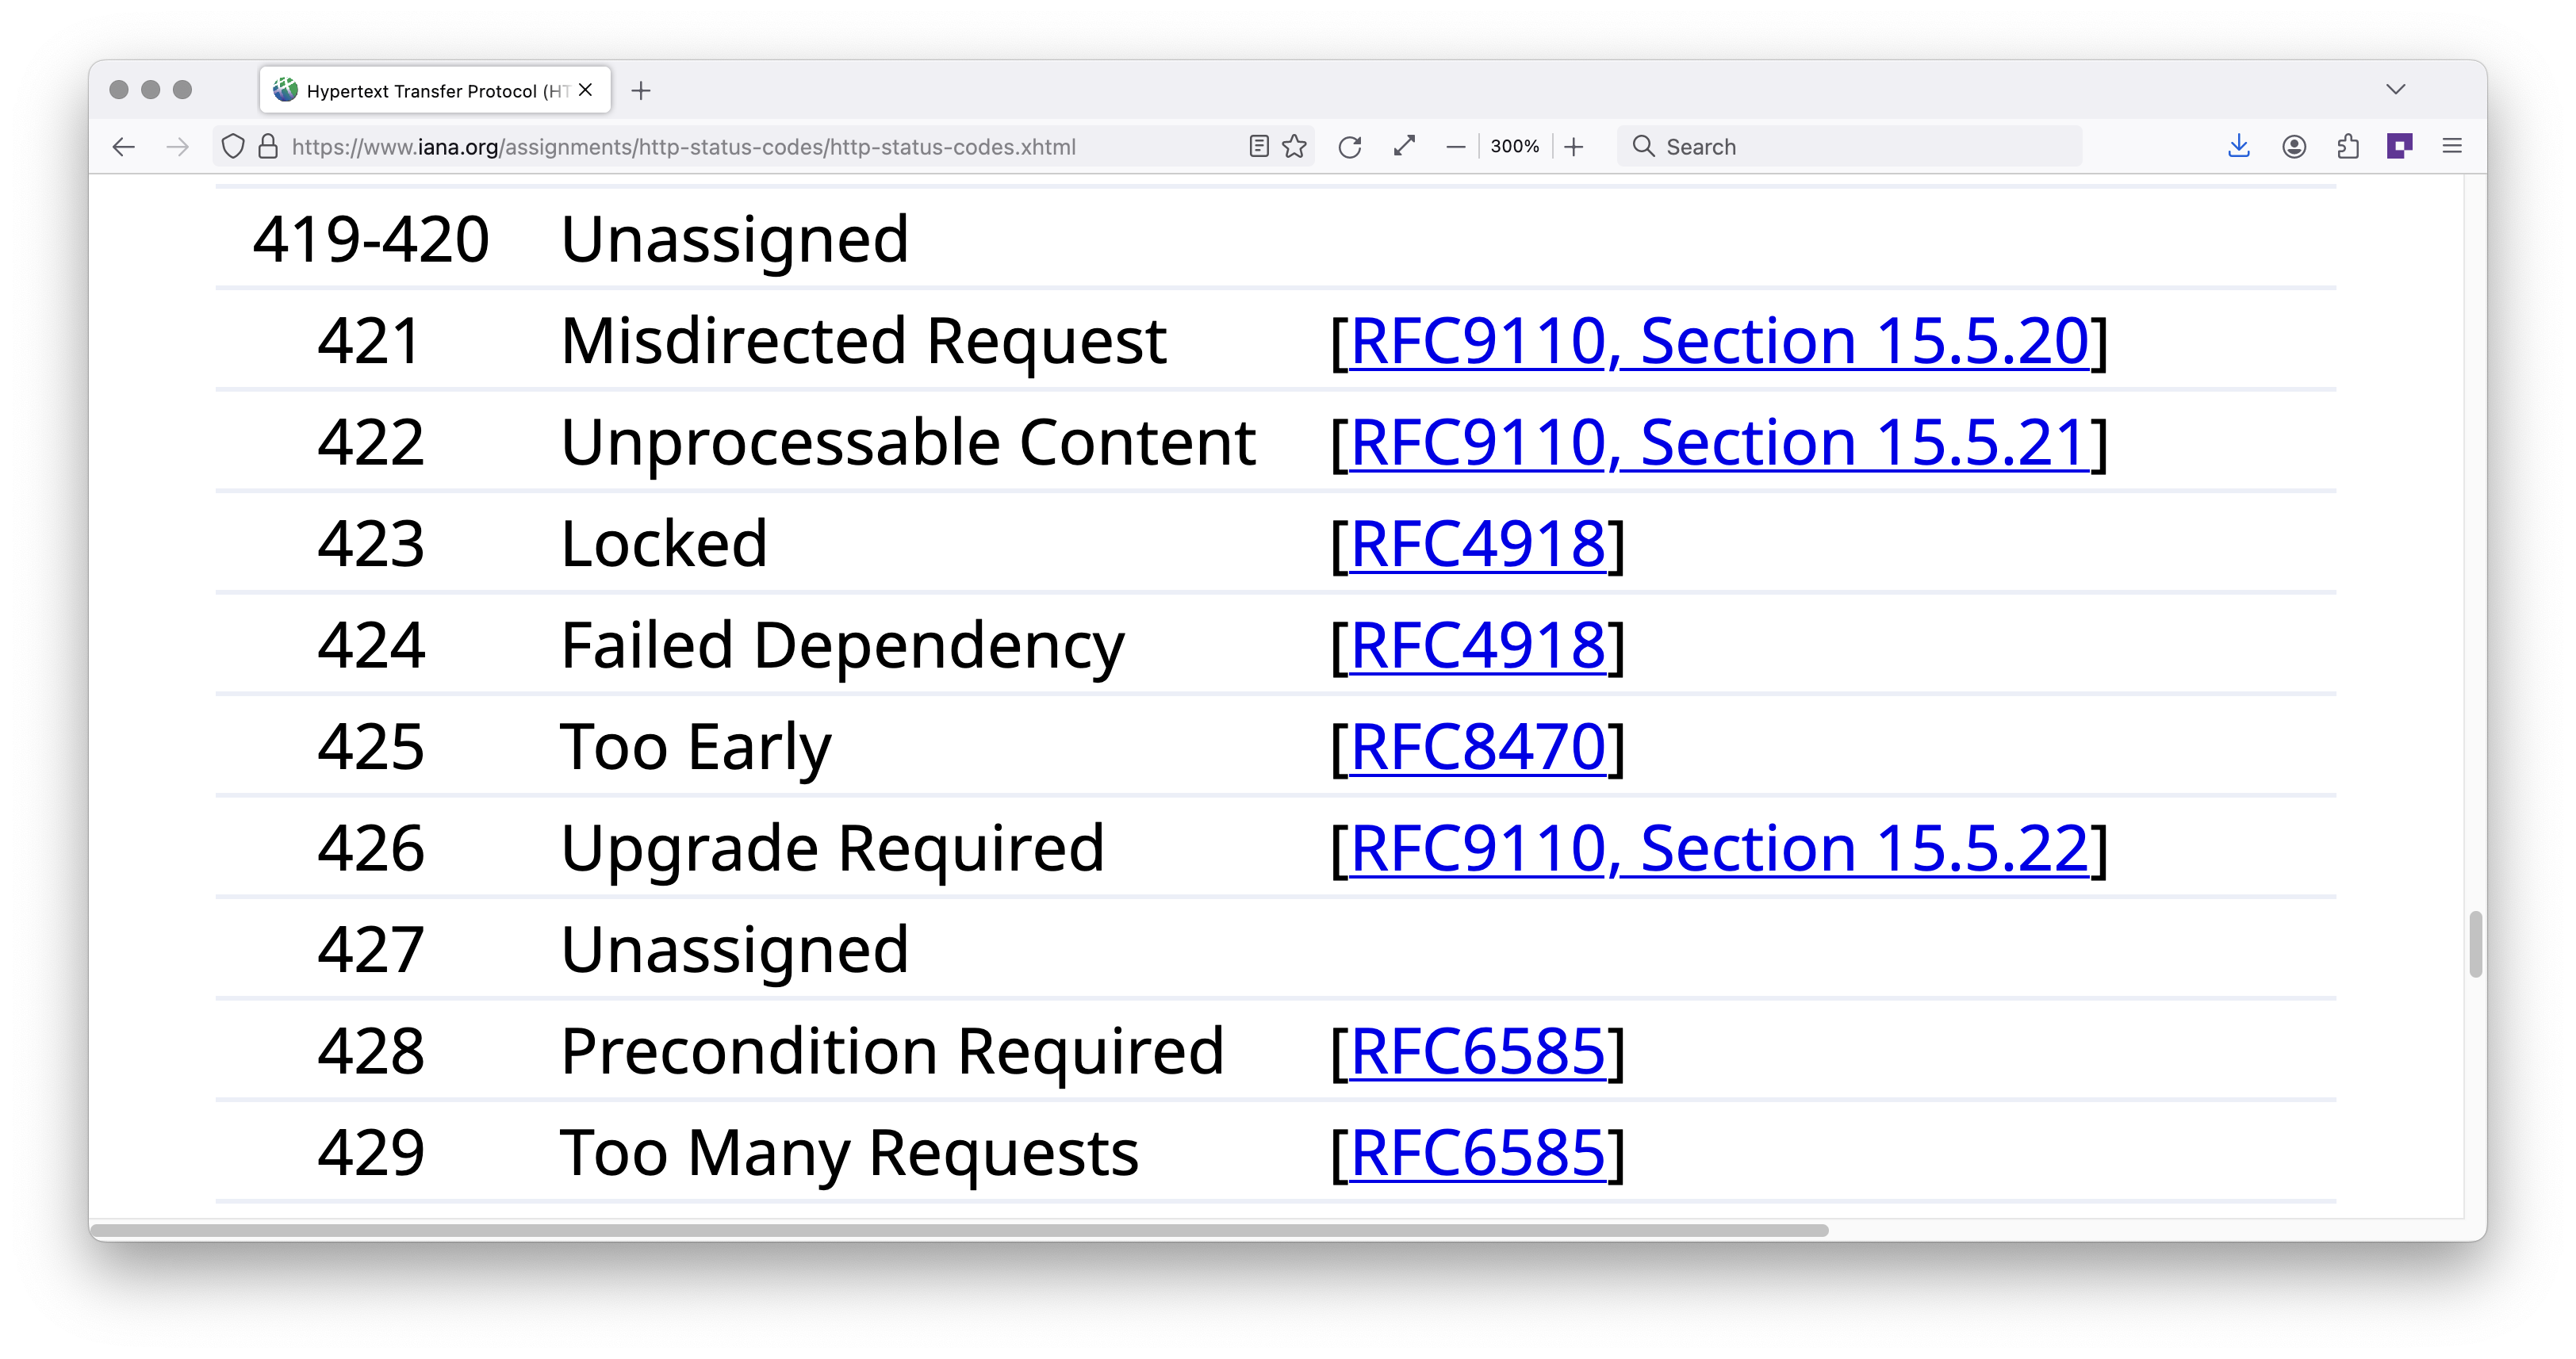 Hypertext Transfer Protocol (HT
https://www.iana.org/assignments/http-status-codes/http-status-codes.xhtml 300% Search
419-420 Unassigned
421 Misdirected Request [RFC9110, Section 15.5.20]
422 Unprocessable Content [RFC9110, Section 15.5.21]
423 Locked [RFC4918]
424 Failed Dependency [RFC4918]
425 Too Early [RFC8470]
426 Upgrade Required [RFC9110, Section 15.5.22]
427 Unassigned
428 Precondition Required [RFC6585]
429 Too Many Requests [RFC6585]